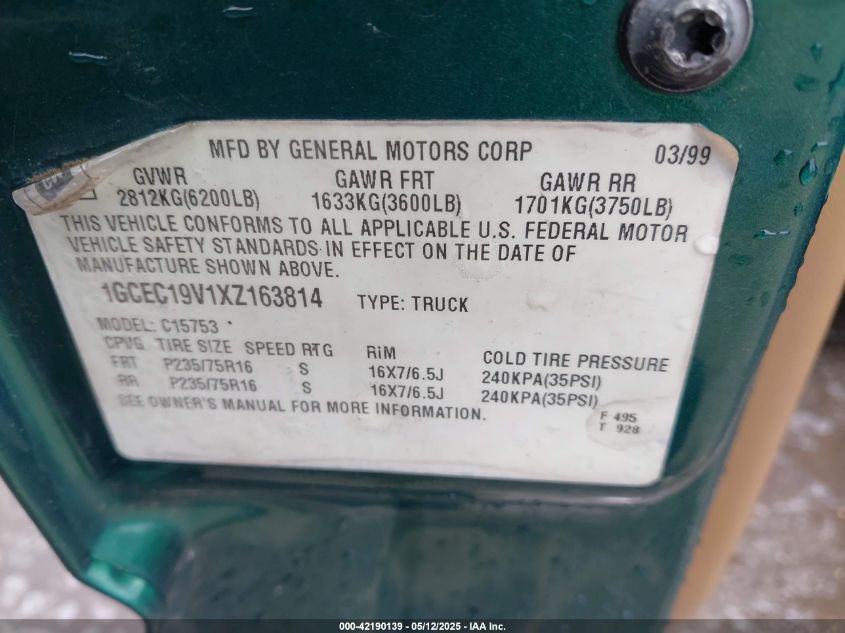 MFD BY GENERAL MOTORS CORP 03/99
GVWR GAWR FRT GAWR RR
2812KG(6200LB) 1633KG(3600LB) 1701KG(3750LB)
THIS VEHICLE CONFORMS TO ALL APPLICABLE U.S. FEDERAL MOTOR
VEHICLE SAFETY STANDARDS IN EFFECT ON THE DATE OF
MANUFACTURE SHOWN ABOVE.
1GCEC19V1XZ163814 TYPE: TRUCK
MODEL: C15753 *
CPVG TIRE SIZE SPEED RTG RIM COLD TIRE PRESSURE
FRT P235/75R16 S 16X7/6.5J 240KPA(35PSI)
RR P235/75R16 S 16X7/6.5J 240KPA(35PSI)
SEE OWNER'S MANUAL FOR MORE INFORMATION.
F 495
T 928
000-42190139 - 05/12/2025 - IAA Inc.